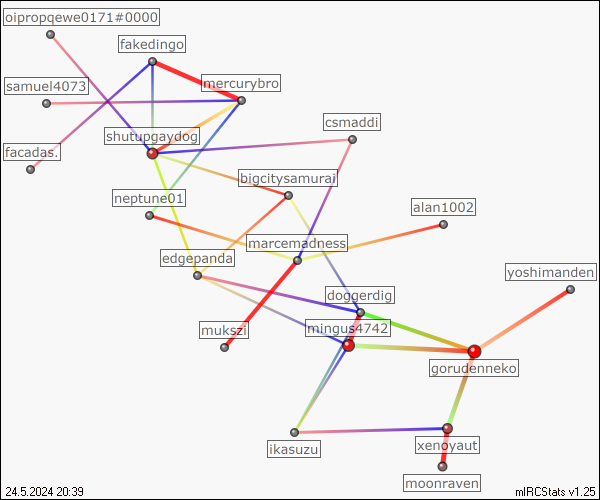 oipropqewe0171#0000
fakedingo
samuel4073
mercurybro
csmaddi
shutupgaydog
facadas.
bigcitysamurai
neptune01
alan1002
marcemadness
edgepanda
yoshimanden
doggerdig
mukszi
mingus4742
gorudenneko
ikasuzu
xenoyaut
moonraven
24.5.2024 20:39
mIRCStats v1.25